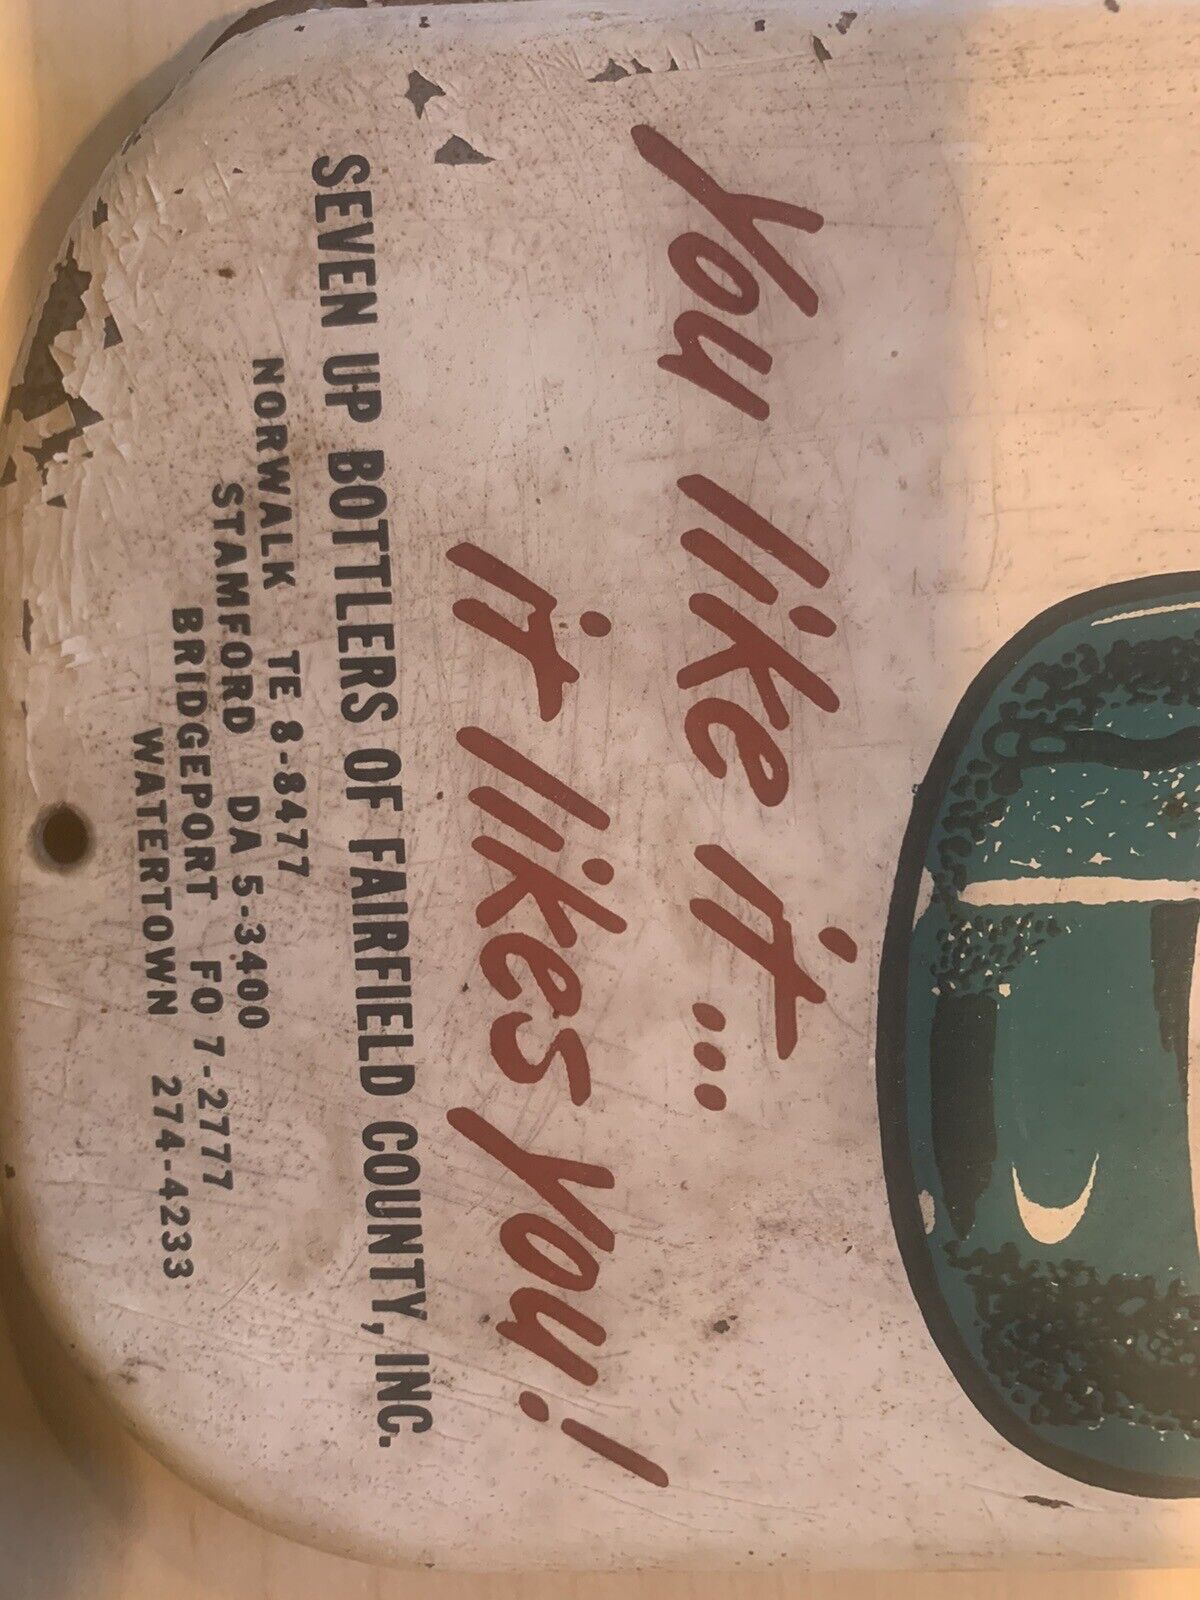 You like it...
it likes you!
SEVEN UP BOTTLERS OF FAIRFIELD COUNTY, INC.
NORWALK TE 8-8477
STAMFORD DA 5-3400
BRIDGEPORT FO 7-2777
WATERTOWN 274-4233